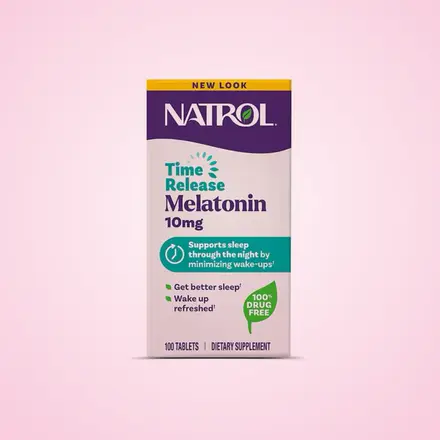 NEW LOOK
NATROL
Time
Release
Melatonin
10mg
Supports sleep
through the night by
minimizing wake-ups†
Get better sleep†
Wake up
refreshed†
100%
DRUG
FREE
100 TABLETS | DIETARY SUPPLEMENT